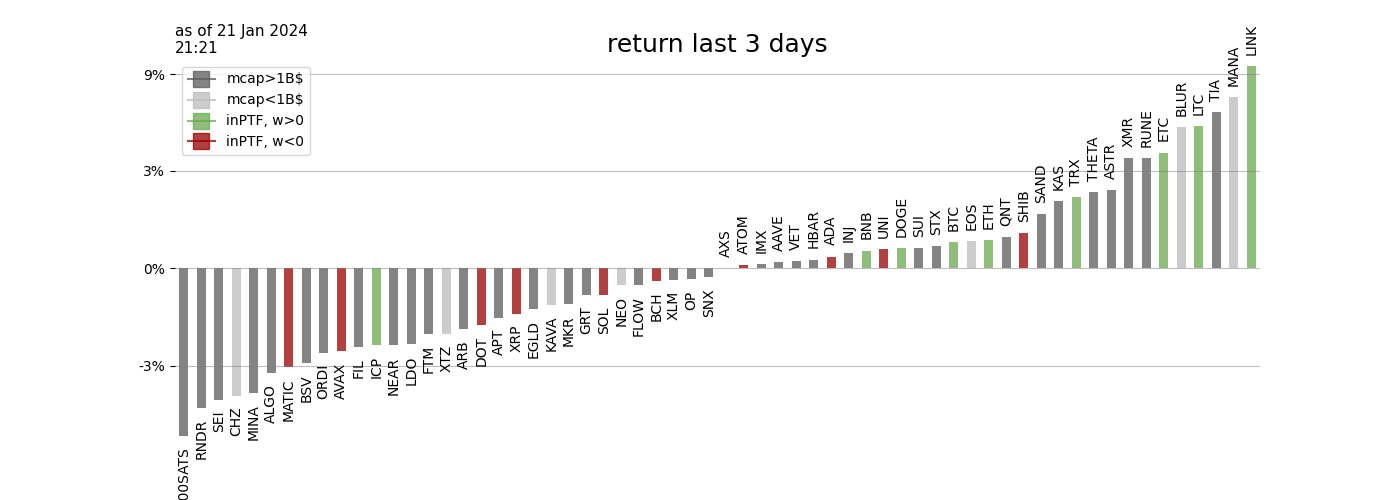 as of 21 Jan 2024
21:21
return last 3 days
mcap>1B$
mcap<1B$
inPTF, w>0
inPTF, w<0
9%
3%
0%
-3%
00SATS
RNDR
SEI
CHZ
MINA
ALGO
MATIC
BSV
ORDI
AVAX
FIL
ICP
NEAR
LDO
FTM
XTZ
ARB
DOT
APT
XRP
EGLD
KAVA
MKR
GRT
SOL
NEO
FLOW
BCH
XLM
OP
SNX
AXS
ATOM
IMX
AAVE
VET
HBAR
ADA
INJ
BNB
UNI
DOGE
SUI
STX
BTC
EOS
ETH
QNT
SHIB
SAND
KAS
TRX
THETA
ASTR
XMR
RUNE
ETC
BLUR
LTC
TIA
MANA
LINK